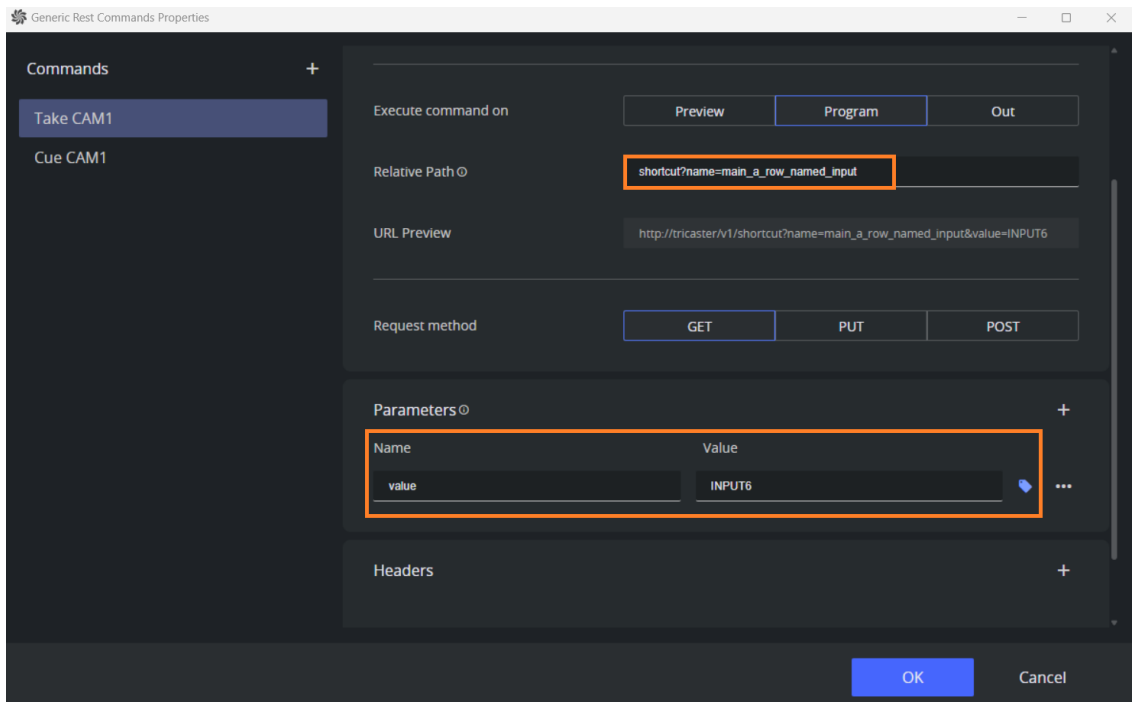 Generic Rest Commands Properties
Commands +
Take CAM1
Cue CAM1
Execute command on Preview Program Out
Relative Path shortcut?name=main_a_row_named_input
URL Preview http://tricaster/v1/shortcut?name=main_a_row_named_input&value=INPUT6
Request method GET PUT POST
Parameters +
Name Value
value INPUT6
Headers +
OK Cancel